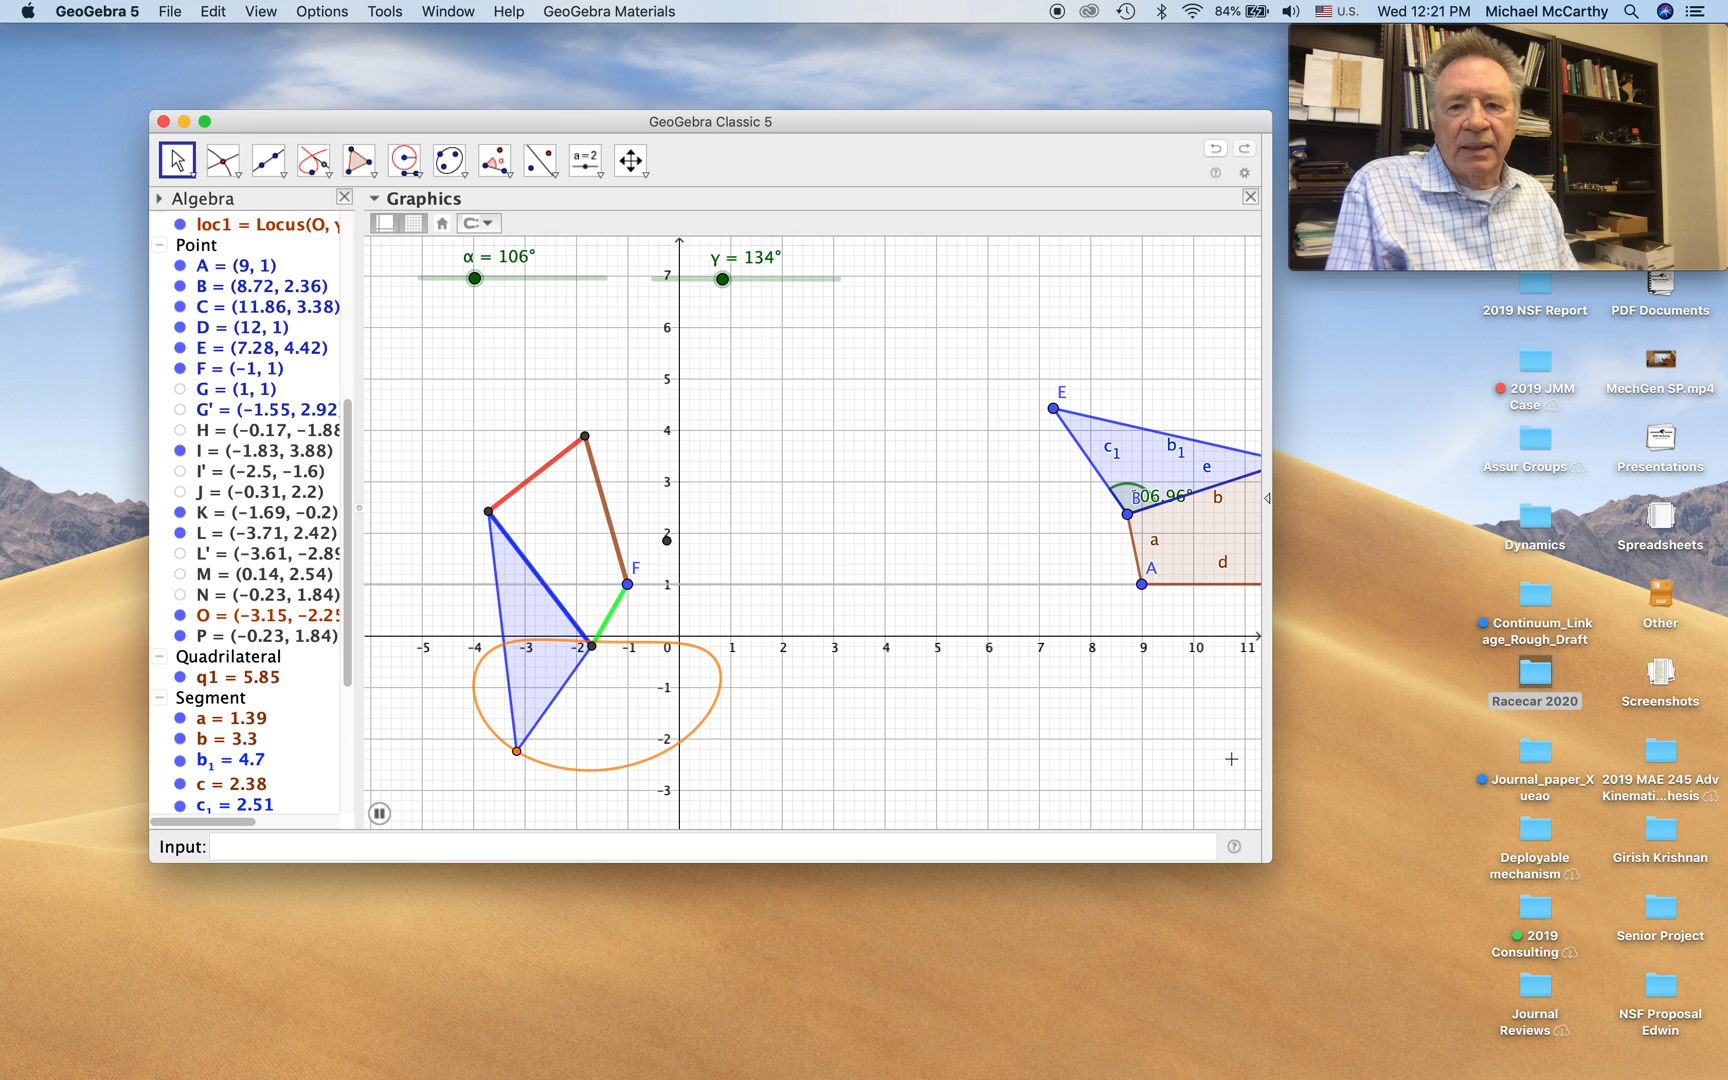 GeoGebra 5 File Edit View Options Tools Window Help GeoGebra Materials
84% U.S. Wed 12:21 PM Michael McCarthy
GeoGebra Classic 5
a=2
Algebra
Graphics
loc1 = Locus(O, γ
Point
A = (9, 1)
B = (8.72, 2.36)
C = (11.86, 3.38)
D = (12, 1)
E = (7.28, 4.42)
F = (-1, 1)
G = (1, 1)
G' = (-1.55, 2.92
H = (-0.17, -1.88
I = (-1.83, 3.88)
I' = (-2.5, -1.6)
J = (-0.31, 2.2)
K = (-1.69, -0.2)
L = (-3.71, 2.42)
L' = (-3.61, -2.89
M = (0.14, 2.54)
N = (-0.23, 1.84)
O = (-3.15, -2.25
P = (-0.23, 1.84)
Quadrilateral
q1 = 5.85
Segment
a = 1.39
b = 3.3
b₁ = 4.7
c = 2.38
c₁ = 2.51
α = 106°
γ = 134°
7
6
5
4
3
2
1
-5 -4 -3 -2 -1 0 1 2 3 4 5 6 7 8 9 10 11
-1
-2
-3
F
E
c₁
b₁
e
B
06.96°
b
a
A
d
Input:
2019 NSF Report
PDF Documents
2019 JMM
Case
MechGen SP.mp4
Assur Groups
Presentations
Dynamics
Spreadsheets
Continuum_Link
age_Rough_Draft
Other
Racecar 2020
Screenshots
Journal_paper_X
ueao
2019 MAE 245 Adv
Kinemati...hesis
Deployable
mechanism
Girish Krishnan
2019
Consulting
Senior Project
Journal
Reviews
NSF Proposal
Edwin